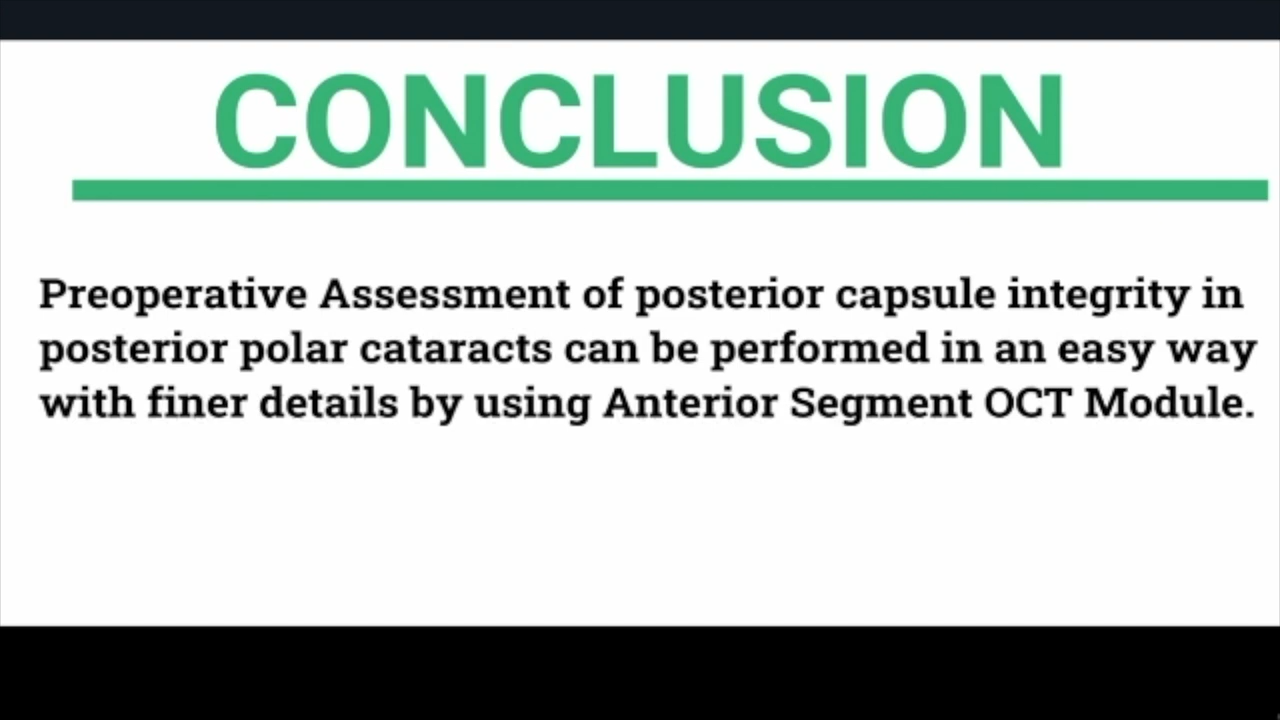 CONCLUSION
Preoperative Assessment of posterior capsule integrity in
posterior polar cataracts can be performed in an easy way
with finer details by using Anterior Segment OCT Module.